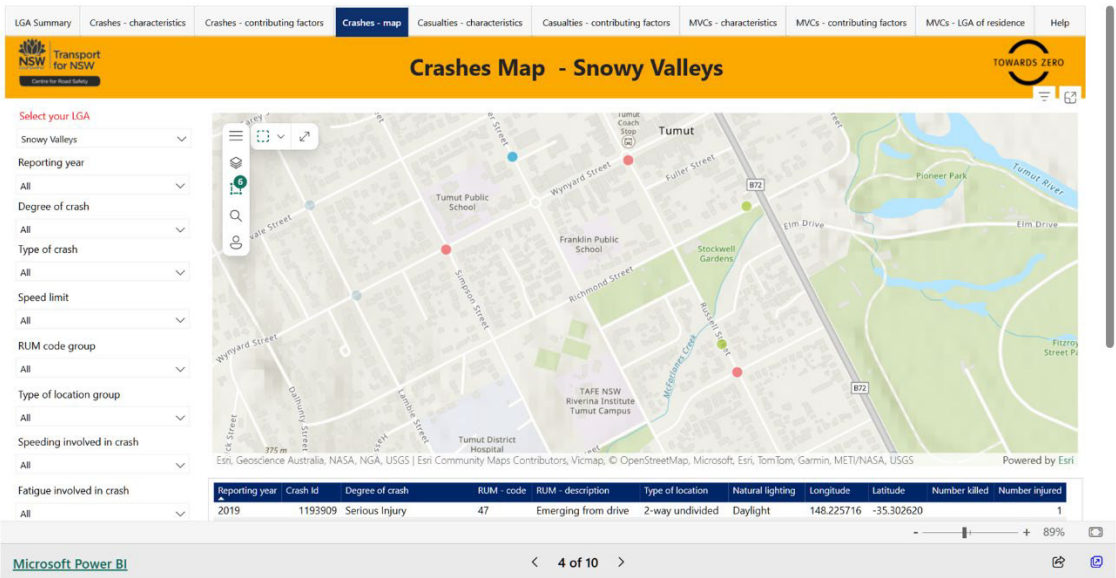 LGA Summary Crashes - characteristics Crashes - contributing factors Crashes - map Casualties - characteristics Casualties - contributing factors MVCs - characteristics MVCs - contributing factors MVCs - LGA of residence Help
NSW
Transport
for NSW
Centre for Road Safety
Crashes Map - Snowy Valleys
TOWARDS ZERO
Select your LGA
Snowy Valleys
Reporting year
All
Degree of crash
All
Type of crash
All
Speed limit
All
RUM code group
All
Type of location group
All
Speeding involved in crash
All
Fatigue involved in crash
All
6
Tumut
Coach
Stop
Tumut
Wynyard Street
Fuller Street
B72
Pioneer Park
Tumut River
Tumut Public
School
Franklin Public
School
Elm Drive
Elm Drive
Stockwell
Gardens
Richmond Street
Simpson Street
Russell Street
McFarlanes Creek
Wynyard Street
Fitzroy
Street Pa
TAFE NSW
Riverina Institute
Tumut Campus
B72
Dalhunty Street
Lambie Street
Tumut District
Hospital
375 m
Esri, Geoscience Australia, NASA, NGA, USGS | Esri Community Maps Contributors, Vicmap, © OpenStreetMap, Microsoft, Esri, TomTom, Garmin, METI/NASA, USGS
Powered by Esri
Reporting year Crash Id Degree of crash RUM - code RUM - description Type of location Natural lighting Longitude Latitude Number killed Number injured
2019 1193909 Serious Injury 47 Emerging from drive 2-way undivided Daylight 148.225716 -35.302620 1
- + 89%
Microsoft Power BI
< 4 of 10 >